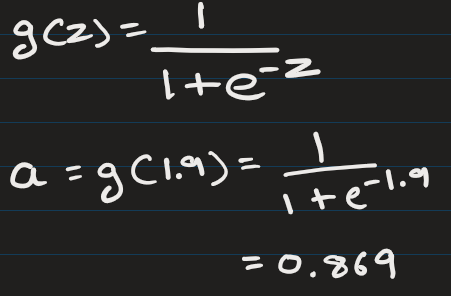 g(z) = 1 / 1 + e^-z
a = g(1.9) = 1 / 1 + e^-1.9
= 0.869